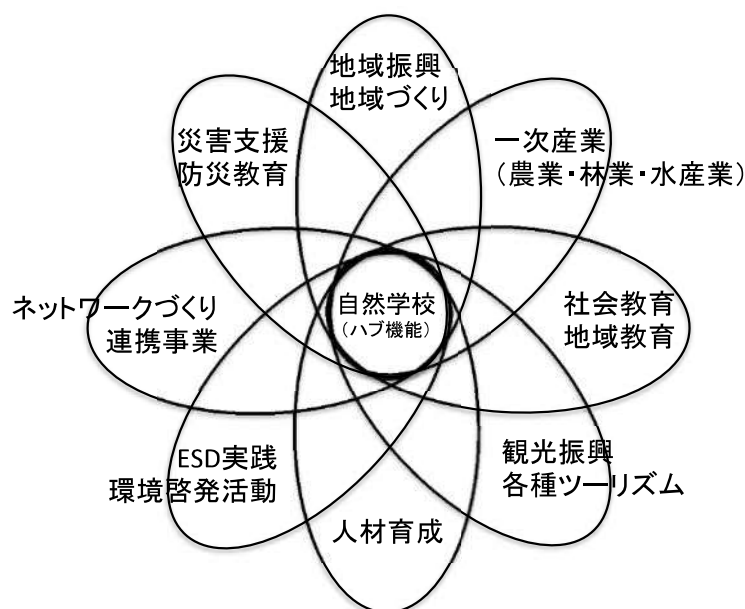 地域振興
地域づくり
災害支援
防災教育
一次産業
（農業・林業・水産業）
ネットワークづくり
連携事業
自然学校
（ハブ機能）
社会教育
地域教育
ESD実践
環境啓発活動
観光振興
各種ツーリズム
人材育成